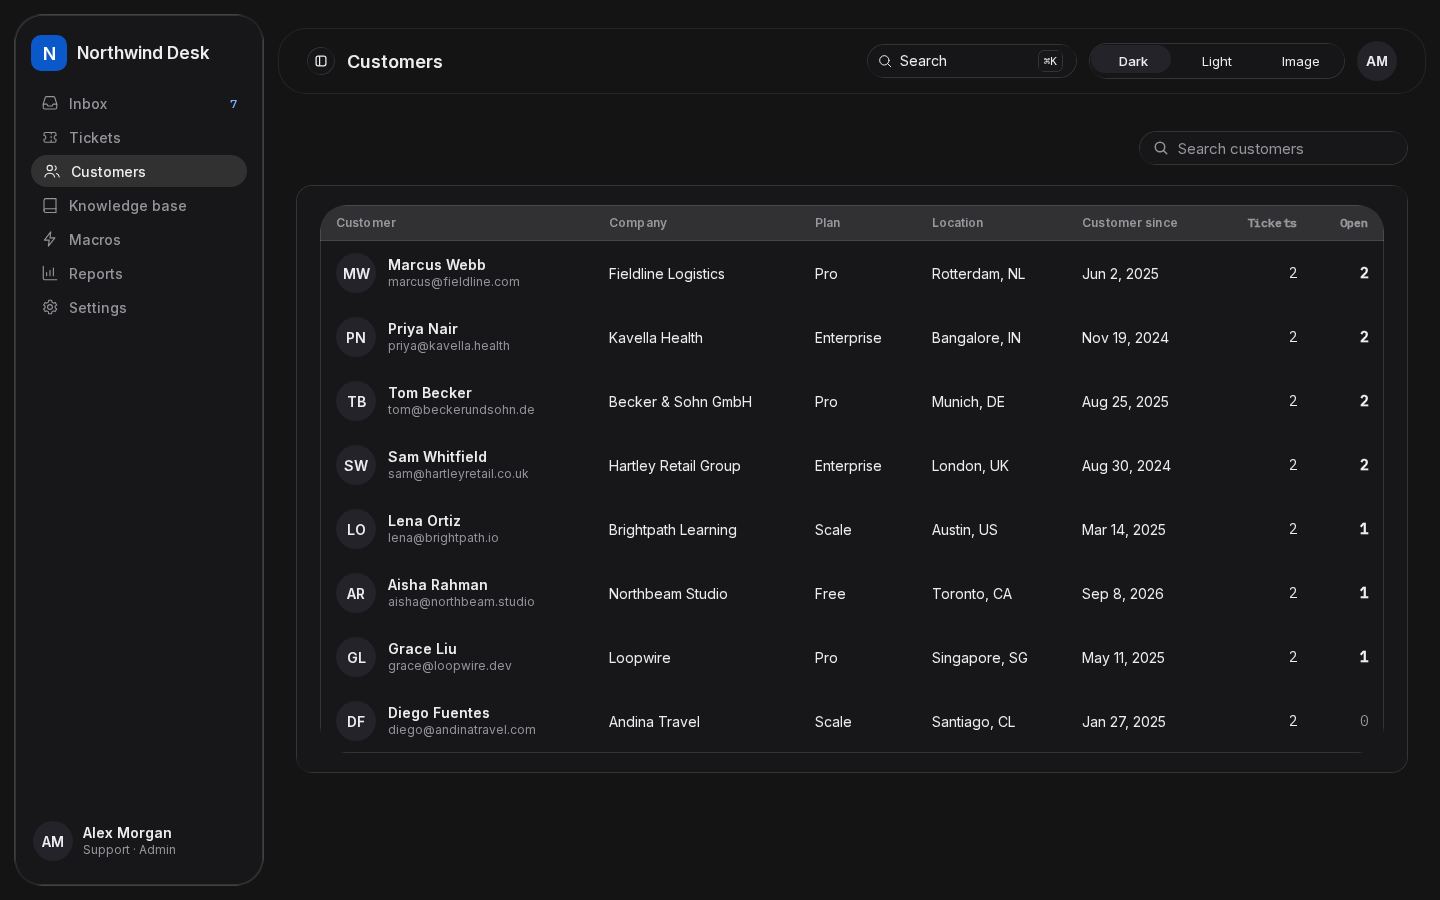 N Northwind Desk
Inbox 7
Tickets
Customers
Knowledge base
Macros
Reports
Settings
AM Alex Morgan
Support · Admin
Customers
Search ⌘K
Dark Light Image
AM
Search customers
Customer Company Plan Location Customer since Tickets Open
MW Marcus Webb
marcus@fieldline.com
Fieldline Logistics Pro Rotterdam, NL Jun 2, 2025 2 2
PN Priya Nair
priya@kavella.health
Kavella Health Enterprise Bangalore, IN Nov 19, 2024 2 2
TB Tom Becker
tom@beckerundsohn.de
Becker & Sohn GmbH Pro Munich, DE Aug 25, 2025 2 2
SW Sam Whitfield
sam@hartleyretail.co.uk
Hartley Retail Group Enterprise London, UK Aug 30, 2024 2 2
LO Lena Ortiz
lena@brightpath.io
Brightpath Learning Scale Austin, US Mar 14, 2025 2 1
AR Aisha Rahman
aisha@northbeam.studio
Northbeam Studio Free Toronto, CA Sep 8, 2026 2 1
GL Grace Liu
grace@loopwire.dev
Loopwire Pro Singapore, SG May 11, 2025 2 1
DF Diego Fuentes
diego@andinatravel.com
Andina Travel Scale Santiago, CL Jan 27, 2025 2 0